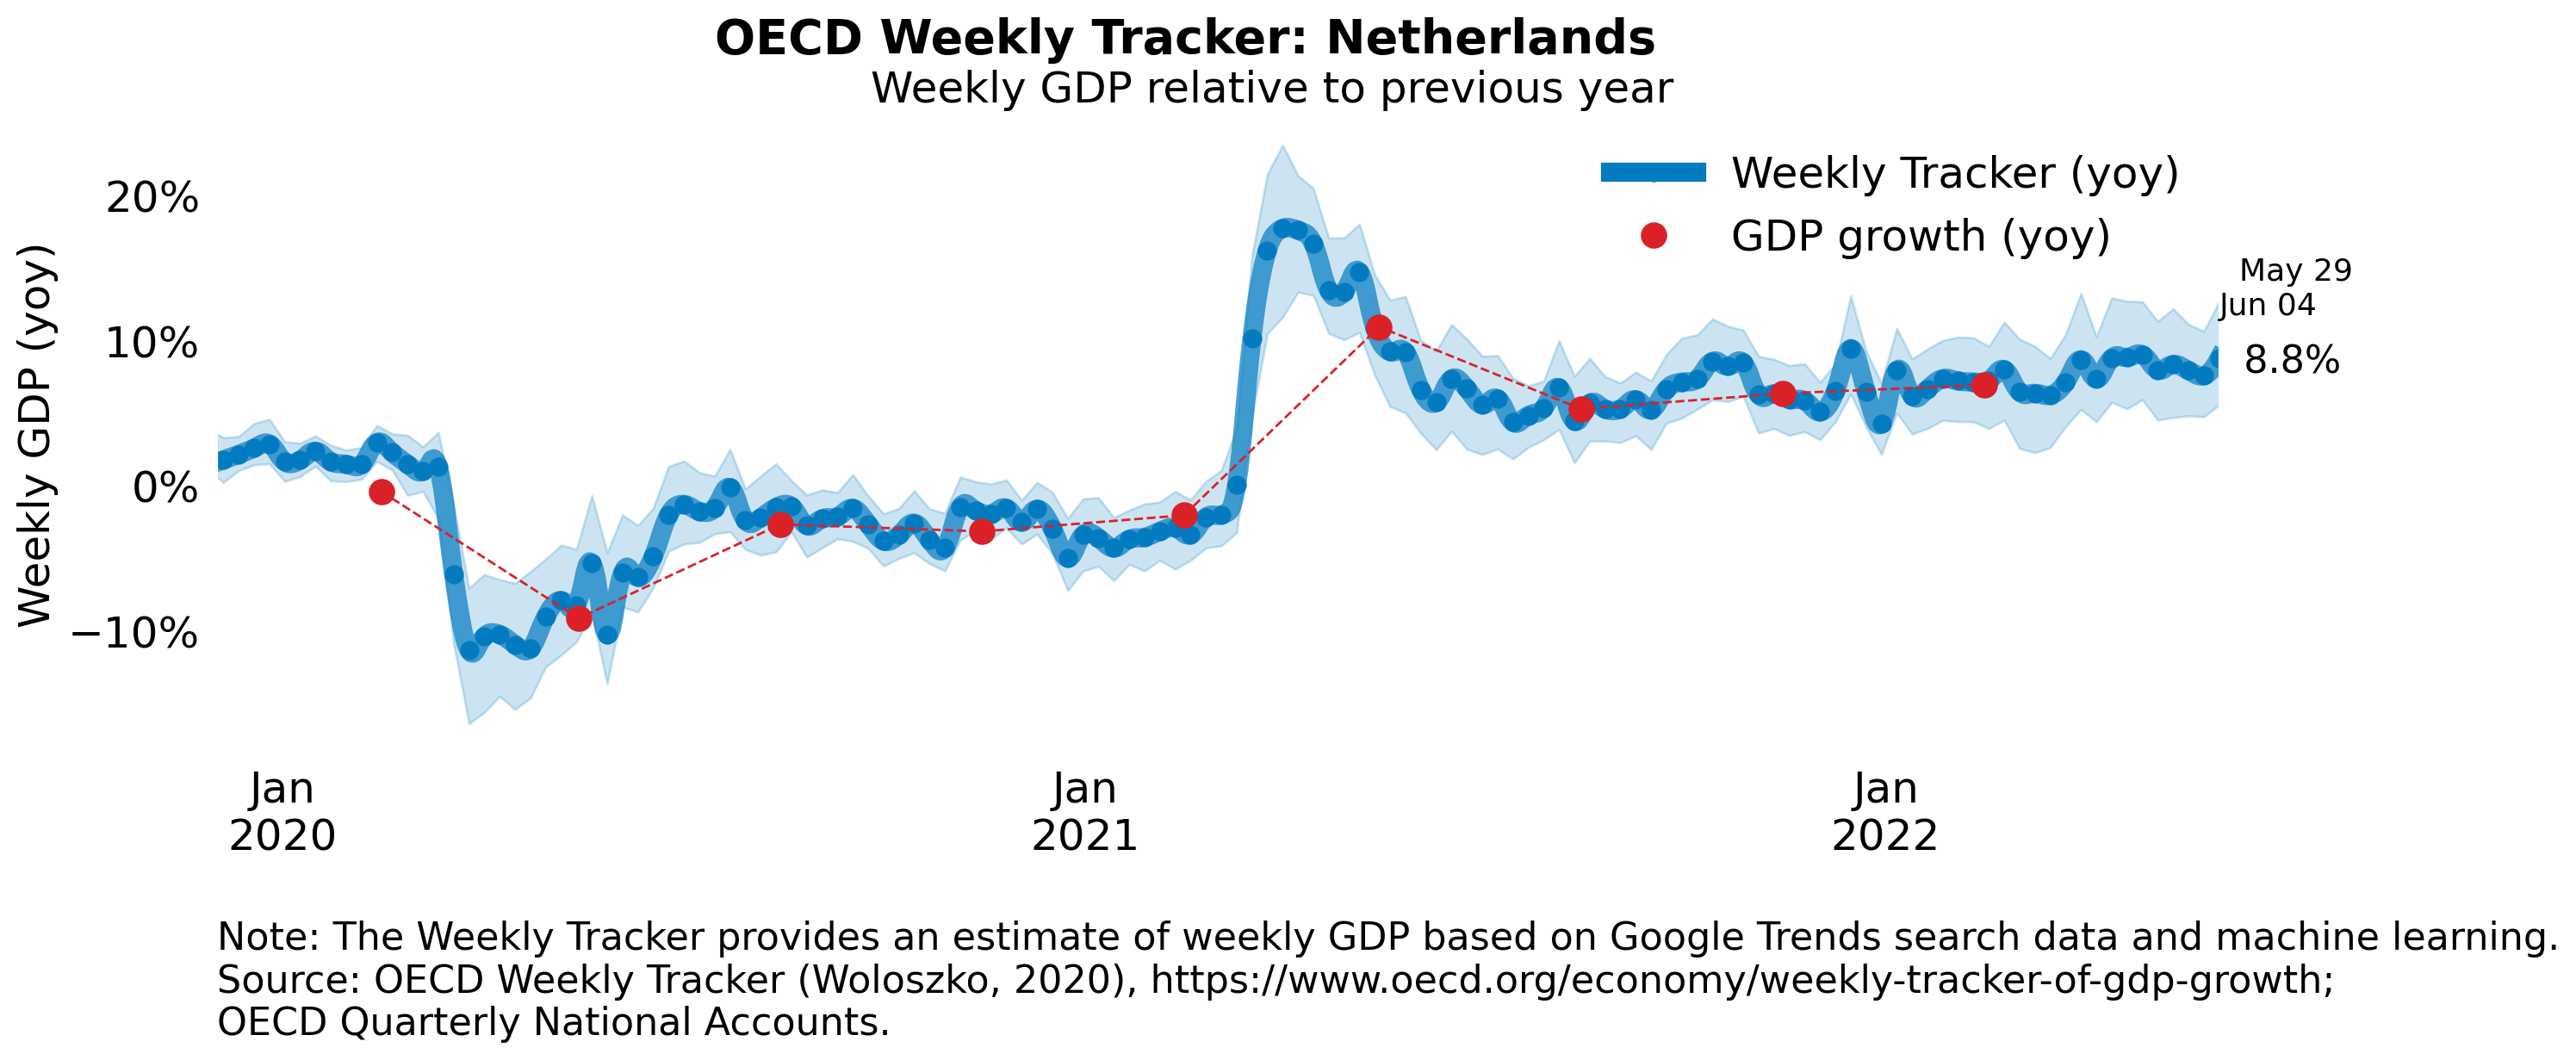 OECD Weekly Tracker: Netherlands
Weekly GDP relative to previous year
Weekly GDP (yoy)
20%
10%
0%
−10%
Weekly Tracker (yoy)
GDP growth (yoy)
May 29
Jun 04
8.8%
Jan
2020
Jan
2021
Jan
2022
Note: The Weekly Tracker provides an estimate of weekly GDP based on Google Trends search data and machine learning.
Source: OECD Weekly Tracker (Woloszko, 2020), https://www.oecd.org/economy/weekly-tracker-of-gdp-growth;
OECD Quarterly National Accounts.